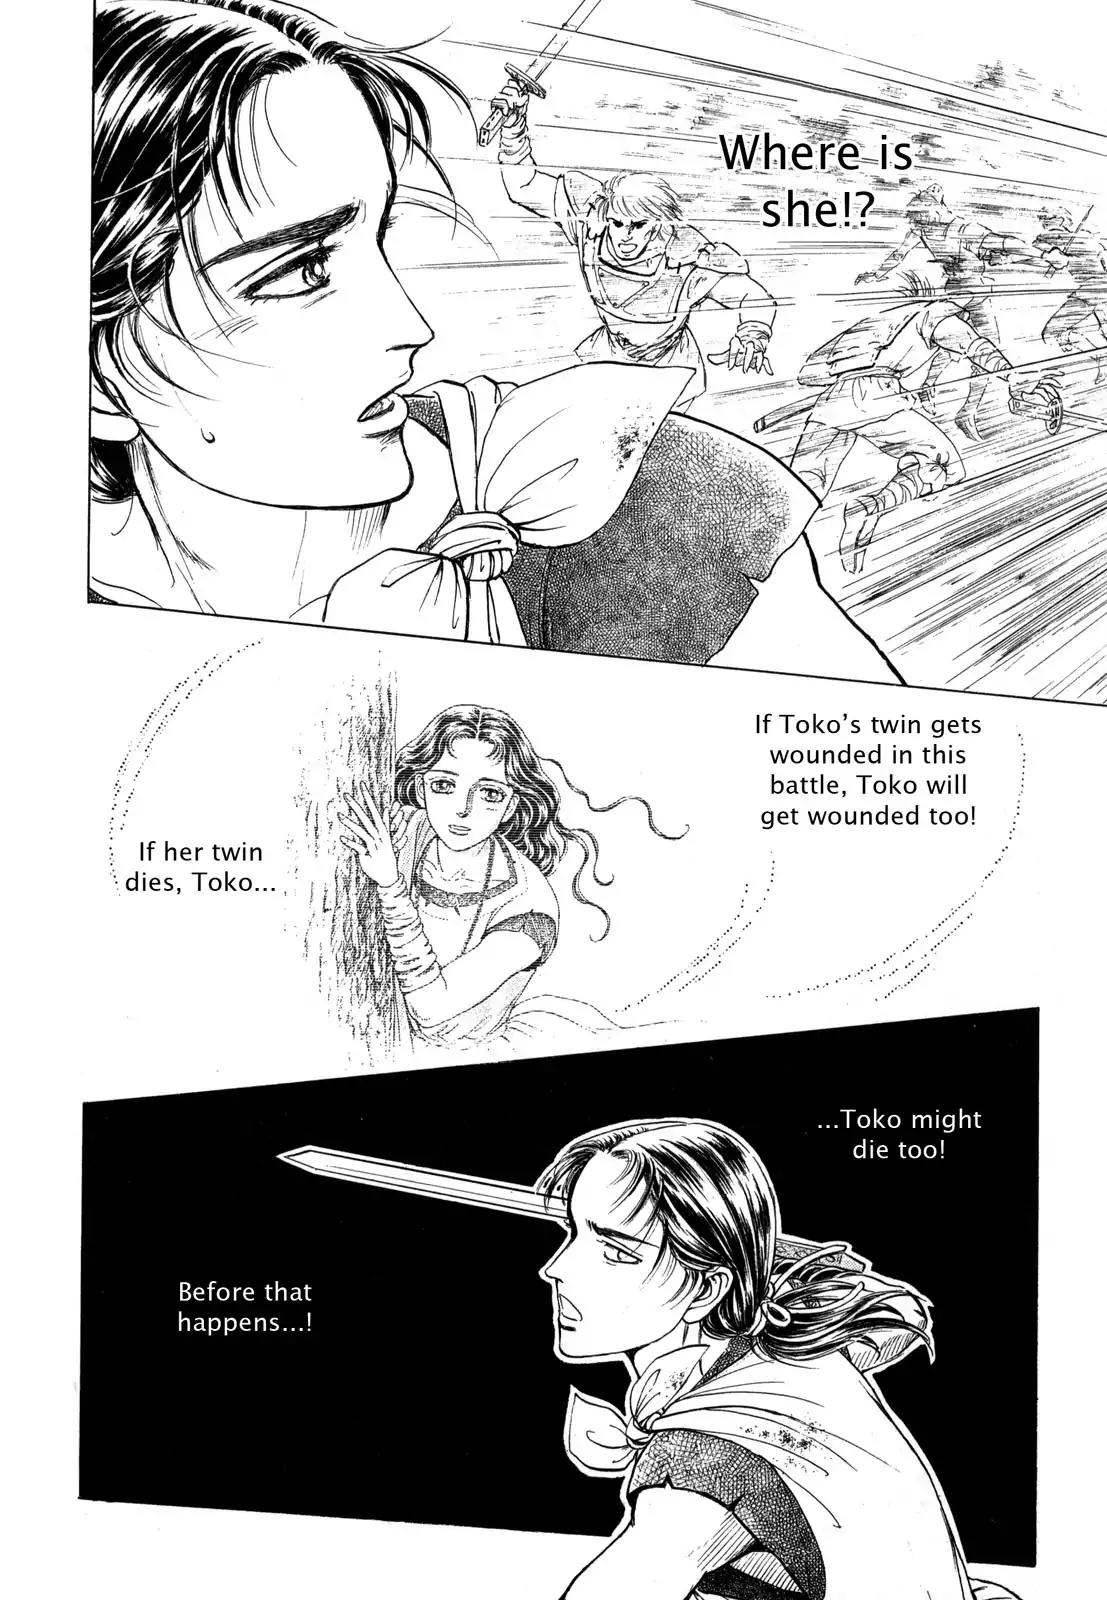 Where is
she!?
If Toko's twin gets
wounded in this
battle, Toko will
get wounded too!
If her twin
dies, Toko...
...Toko might
die too!
Before that
happens...!